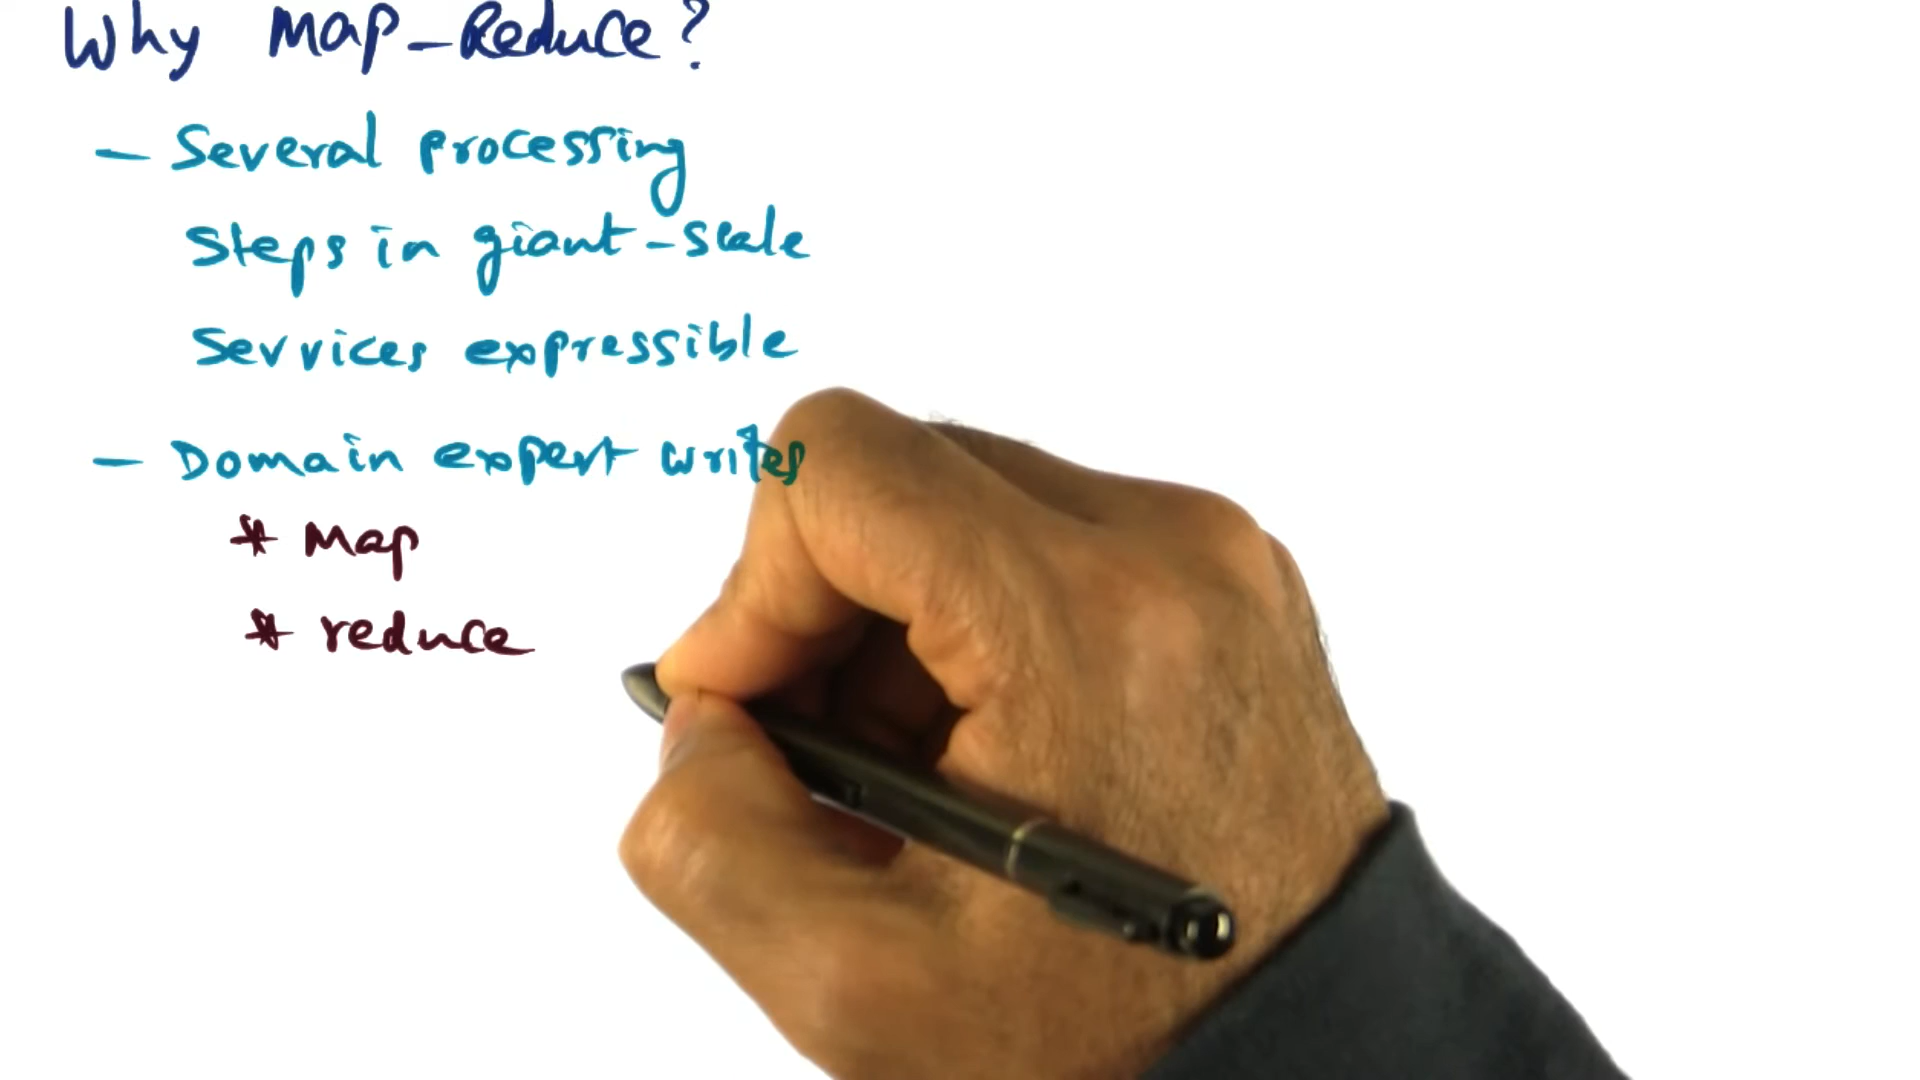 Why Map-Reduce?
- Several processing
Steps in giant-scale
Services expressible
- Domain expert writes
* Map
* reduce